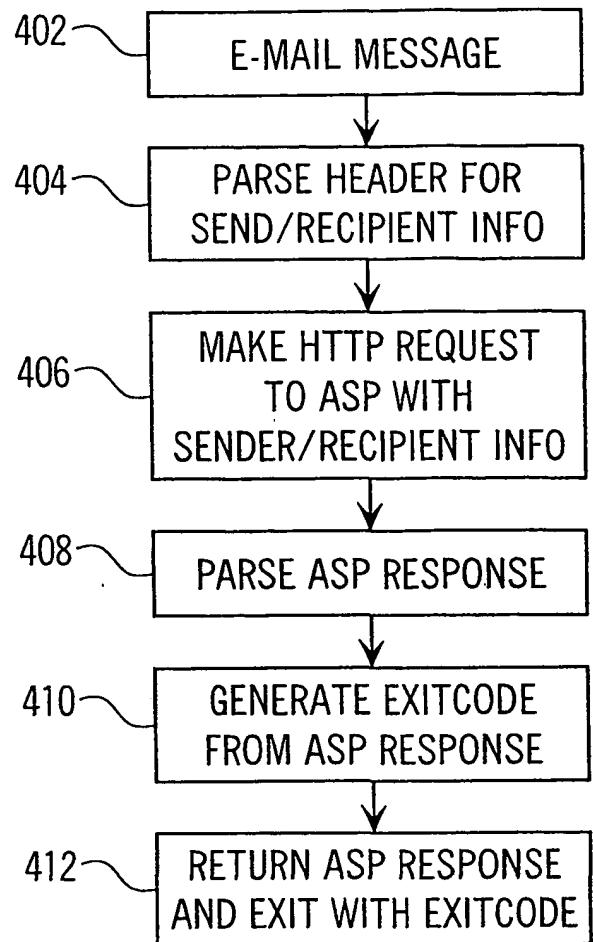 402
E-MAIL MESSAGE
404
PARSE HEADER FOR
SEND/RECIPIENT INFO
406
MAKE HTTP REQUEST
TO ASP WITH
SENDER/RECIPIENT INFO
408
PARSE ASP RESPONSE
410
GENERATE EXITCODE
FROM ASP RESPONSE
412
RETURN ASP RESPONSE
AND EXIT WITH EXITCODE